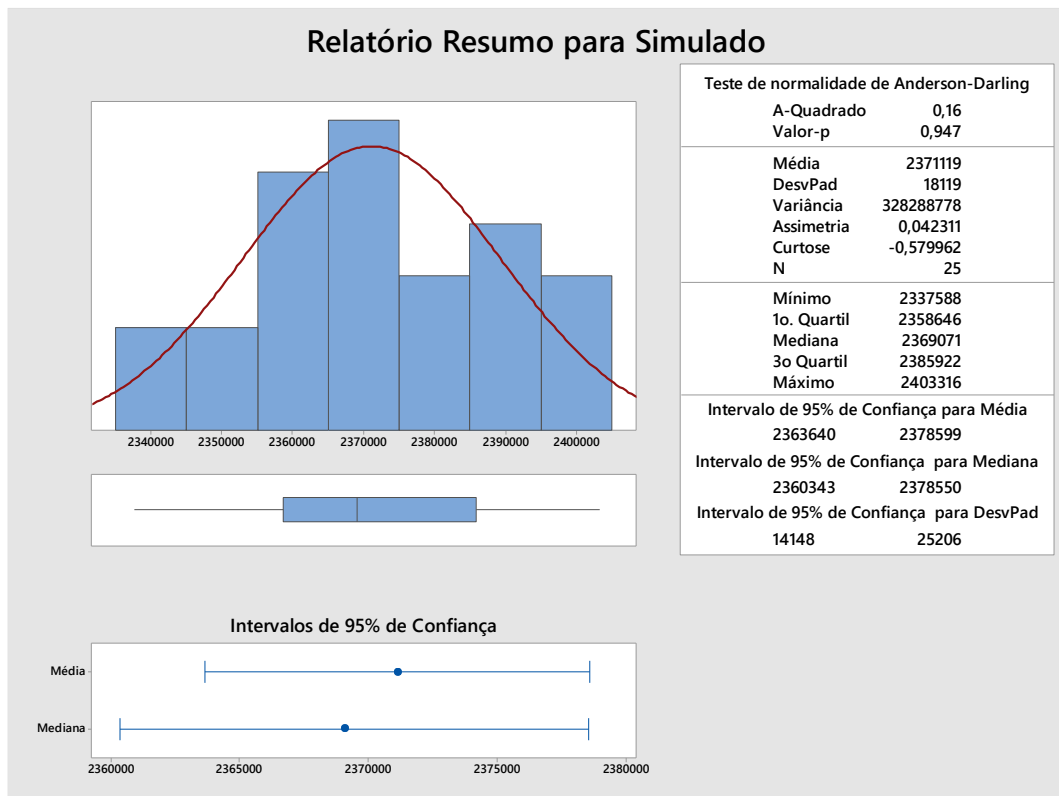 Relatório Resumo para Simulado
Teste de normalidade de Anderson-Darling
A-Quadrado 0,16
Valor-p 0,947
Média 2371119
DesvPad 18119
Variância 328288778
Assimetria 0,042311
Curtose -0,579962
N 25
Mínimo 2337588
1o. Quartil 2358646
Mediana 2369071
3o Quartil 2385922
Máximo 2403316
Intervalo de 95% de Confiança para Média
2363640 2378599
Intervalo de 95% de Confiança para Mediana
2360343 2378550
Intervalo de 95% de Confiança para DesvPad
14148 25206
2340000 2350000 2360000 2370000 2380000 2390000 2400000
Intervalos de 95% de Confiança
Média
Mediana
2360000 2365000 2370000 2375000 2380000